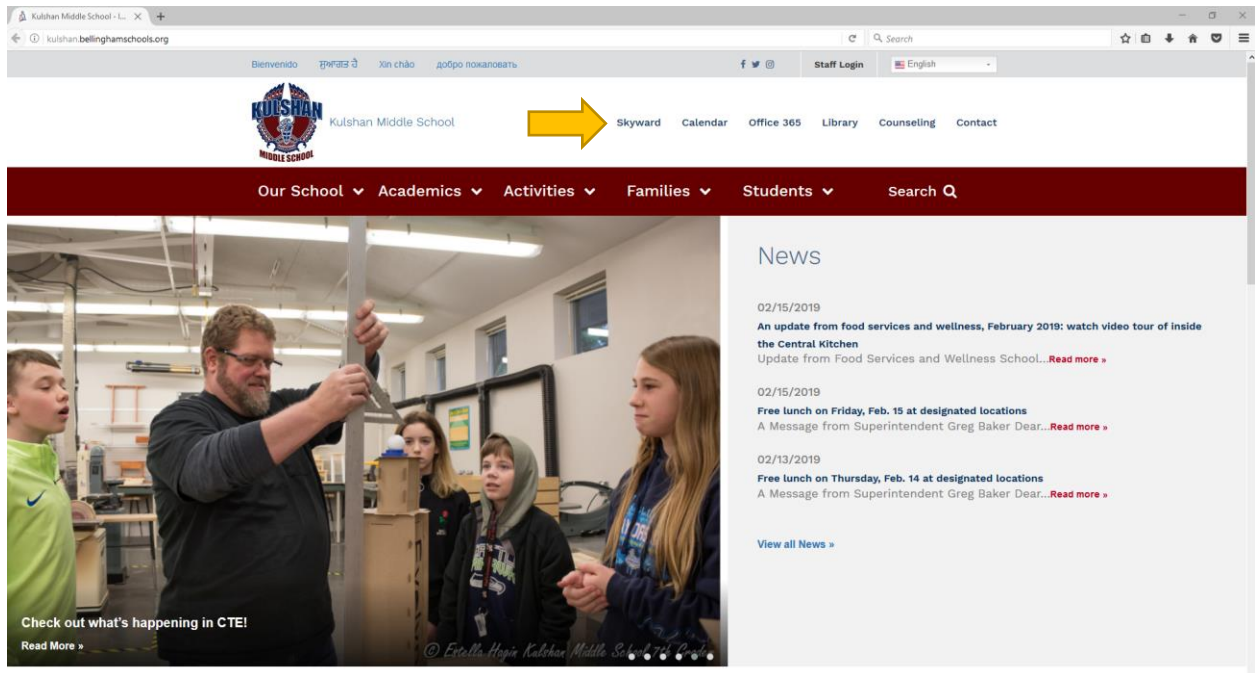 Kulshan Middle School - I...
kulshan.bellinghamschools.org
Search
Bienvenido ਸੁਆਗਤ ਹੈ Xin chào добро пожаловать
Staff Login
English
KULSHAN
MIDDLE SCHOOL
Kulshan Middle School
Skyward Calendar Office 365 Library Counseling Contact
Our School Academics Activities Families Students Search
News
02/15/2019
An update from food services and wellness, February 2019: watch video tour of inside
the Central Kitchen
Update from Food Services and Wellness School...Read more »
02/15/2019
Free lunch on Friday, Feb. 15 at designated locations
A Message from Superintendent Greg Baker Dear...Read more »
02/13/2019
Free lunch on Thursday, Feb. 14 at designated locations
A Message from Superintendent Greg Baker Dear...Read more »
View all News »
Check out what's happening in CTE!
Read More »
© Estella Hogin Kulshan Middle School 7th Grader